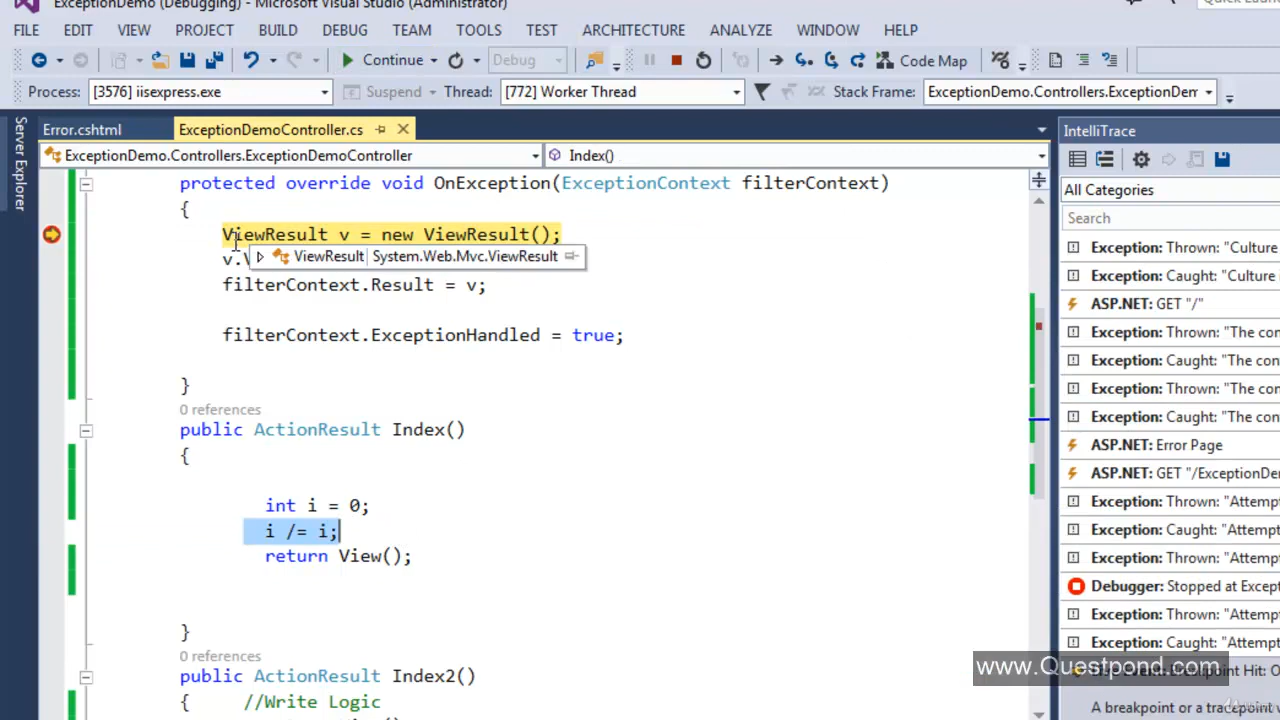 ExceptionDemo (Debugging) - Microsoft Visual Studio (Administrator)
FILE EDIT VIEW PROJECT BUILD DEBUG TEAM TOOLS TEST ARCHITECTURE ANALYZE WINDOW HELP
Continue Debug Code Map
Process: [3576] iisexpress.exe Suspend Thread: [772] Worker Thread Stack Frame: ExceptionDemo.Controllers.ExceptionDem
Server Explorer
Error.cshtml ExceptionDemoController.cs
ExceptionDemo.Controllers.ExceptionDemoController Index()
protected override void OnException(ExceptionContext filterContext)
{
ViewResult v = new ViewResult();
v.
ViewResult System.Web.Mvc.ViewResult
filterContext.Result = v;
filterContext.ExceptionHandled = true;
}
0 references
public ActionResult Index()
{
int i = 0;
i /= i;
return View();
}
0 references
public ActionResult Index2()
{ //Write Logic
IntelliTrace
All Categories
Search
Exception: Thrown: "Culture
Exception: Caught: "Culture
ASP.NET: GET "/"
Exception: Thrown: "The con
Exception: Caught: "The con
Exception: Thrown: "The con
Exception: Caught: "The con
ASP.NET: Error Page
ASP.NET: GET "/ExceptionDe
Exception: Thrown: "Attemp
Exception: Caught: "Attemp
Exception: Thrown: "Attemp
Debugger: Stopped at Except
Exception: Thrown: "Attemp
Exception: Caught: "Attemp
Breakpoint Hit:
A breakpoint or a tracepoint
www.Questpond.com